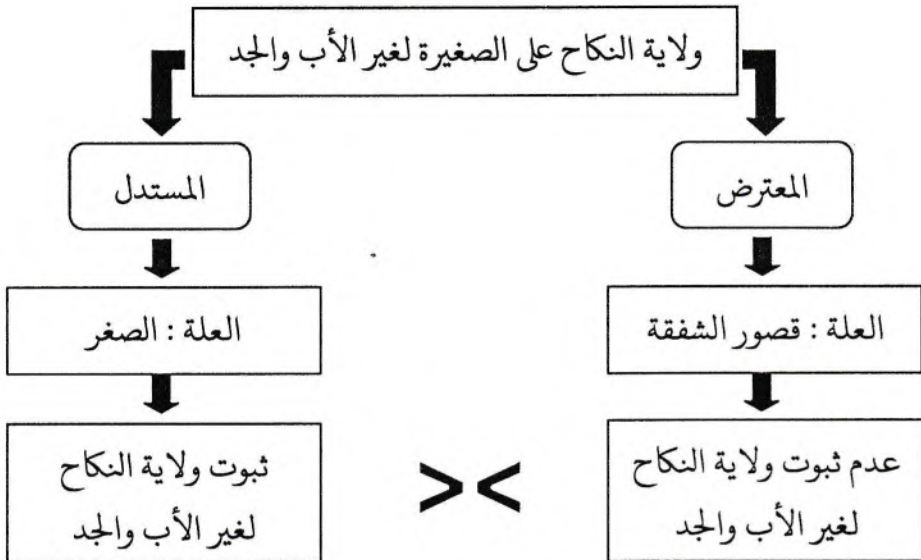 ولاية النكاح على الصغيرة لغير الأب والجد
المعترض
المستدل
العلة : قصور الشفقة
العلة : الصغر
عدم ثبوت ولاية النكاح
لغير الأب والجد
><
ثبوت ولاية النكاح
لغير الأب والجد